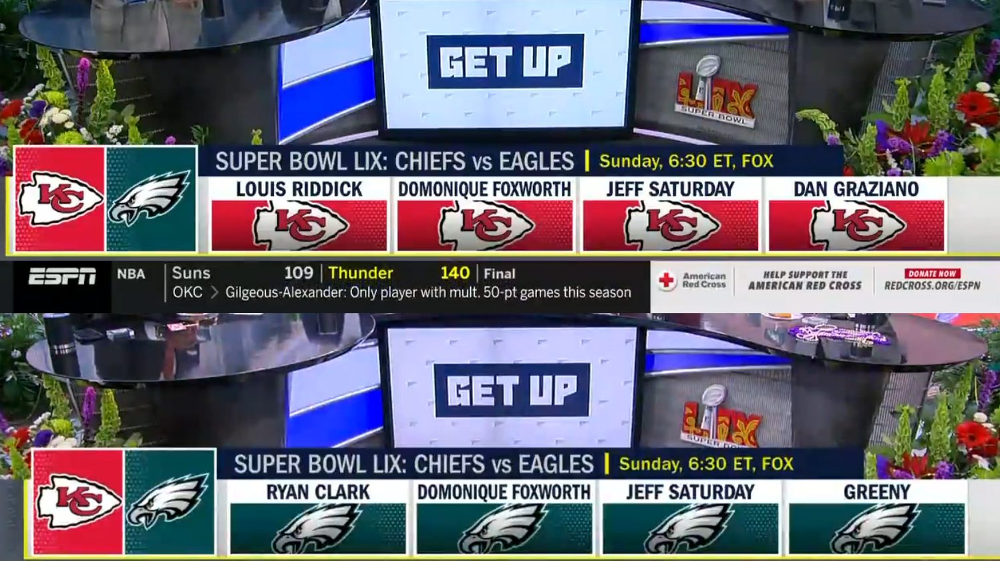 GET UP
LIX
SUPER BOWL
SUPER BOWL LIX: CHIEFS vs EAGLES | Sunday, 6:30 ET, FOX
KC
LOUIS RIDDICK DOMONIQUE FOXWORTH JEFF SATURDAY DAN GRAZIANO
KC KC KC KC
ESPN NBA Suns 109 Thunder 140 Final
OKC > Gilgeous-Alexander: Only player with mult. 50-pt games this season
American Red Cross
HELP SUPPORT THE
AMERICAN RED CROSS
DONATE NOW
REDCROSS.ORG/ESPN
GET UP
LIX
SUPER BOWL
SUPER BOWL LIX: CHIEFS vs EAGLES | Sunday, 6:30 ET, FOX
KC
RYAN CLARK DOMONIQUE FOXWORTH JEFF SATURDAY GREENY